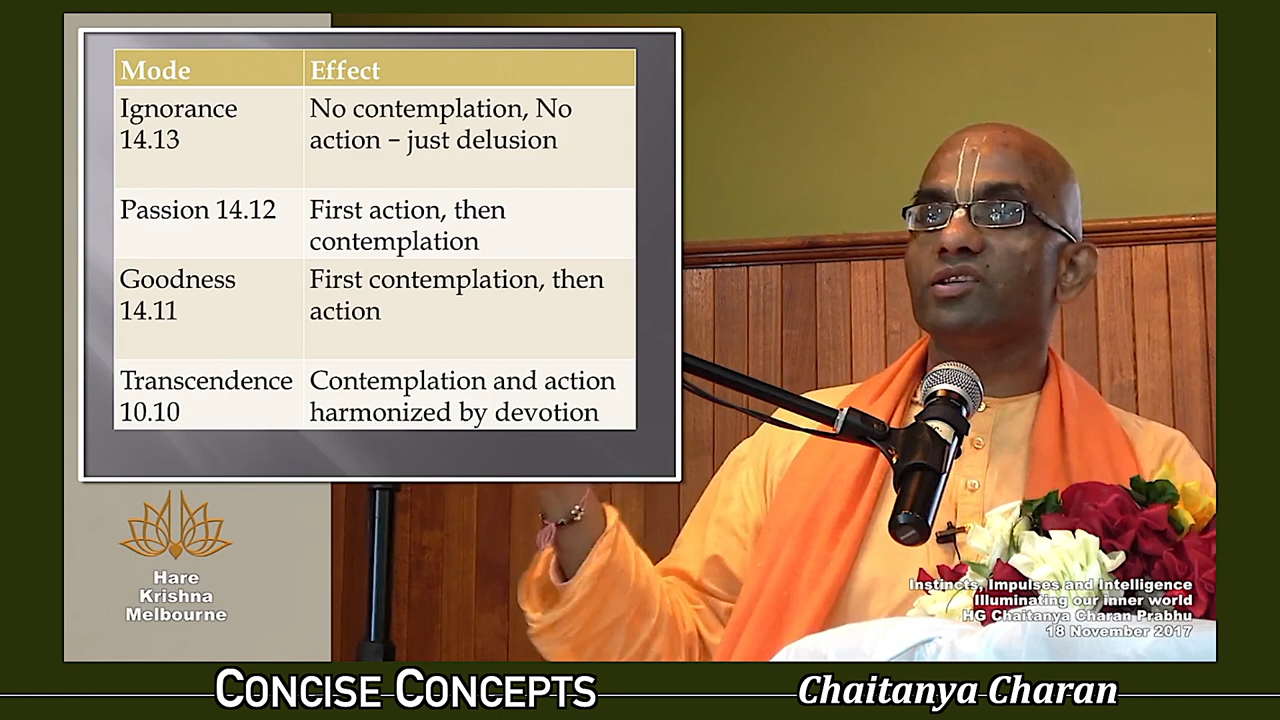 Mode
Effect
Ignorance
14.13
No contemplation, No
action – just delusion
Passion 14.12
First action, then
contemplation
Goodness
14.11
First contemplation, then
action
Transcendence
10.10
Contemplation and action
harmonized by devotion
Hare
Krishna
Melbourne
Instincts, Impulses and Intelligence
Illuminating our inner world
HG Chaitanya Charan Prabhu
18 November 2017
CONCISE CONCEPTS
Chaitanya Charan